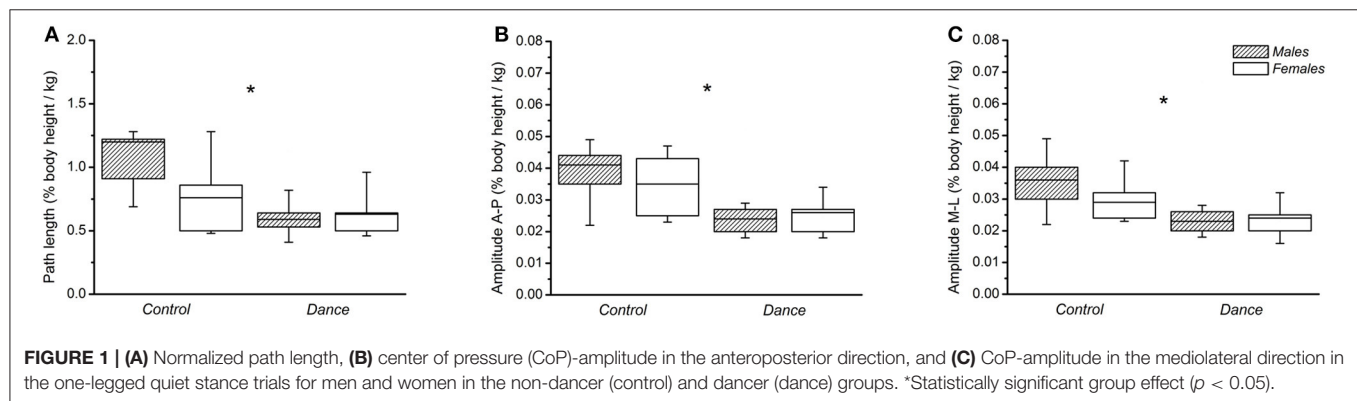 A
B
C
2.0
1.5
1.0
0.5
0.0
Path length (% body height / kg)
*
Control
Dance
0.08
0.07
0.06
0.05
0.04
0.03
0.02
0.01
0.00
Amplitude A-P (% body height / kg)
*
Control
Dance
0.08
0.07
0.06
0.05
0.04
0.03
0.02
0.01
0.00
Amplitude M-L (% body height / kg)
*
Males
Females
Control
Dance
FIGURE 1 | (A) Normalized path length, (B) center of pressure (CoP)-amplitude in the anteroposterior direction, and (C) CoP-amplitude in the mediolateral direction in
the one-legged quiet stance trials for men and women in the non-dancer (control) and dancer (dance) groups. *Statistically significant group effect (p < 0.05).